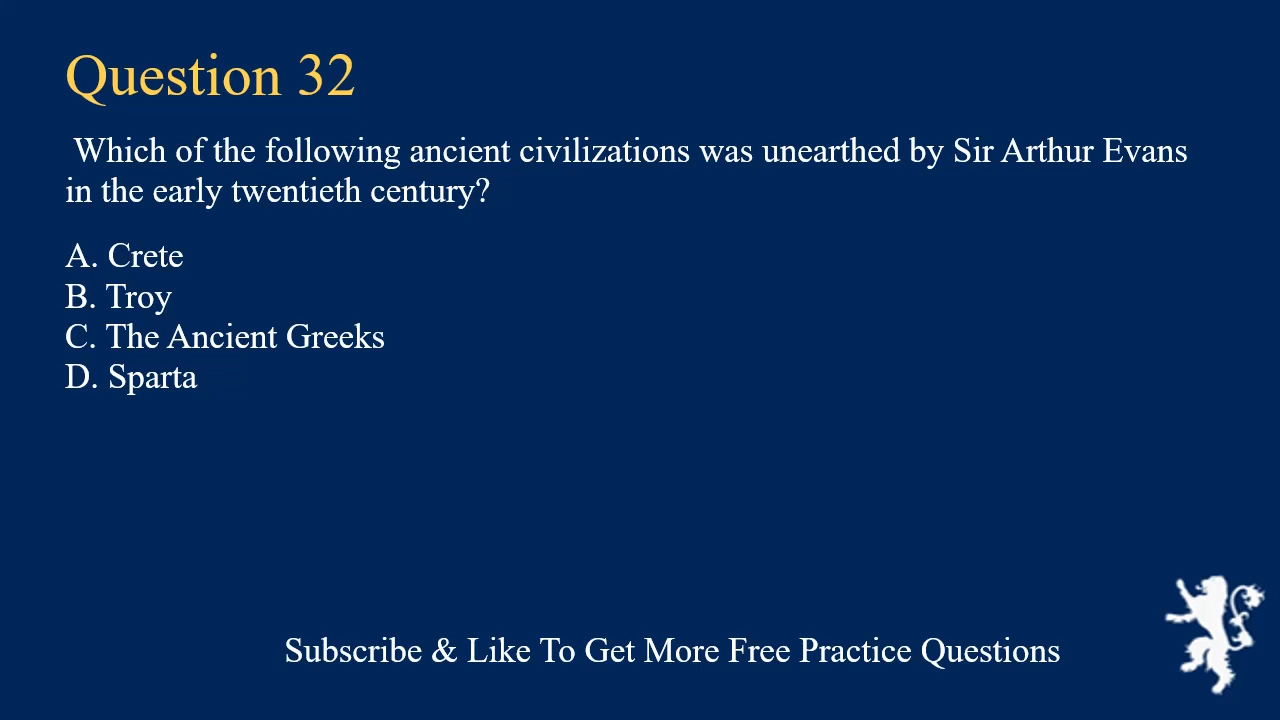 Question 32
Which of the following ancient civilizations was unearthed by Sir Arthur Evans
in the early twentieth century?
A. Crete
B. Troy
C. The Ancient Greeks
D. Sparta
Subscribe & Like To Get More Free Practice Questions